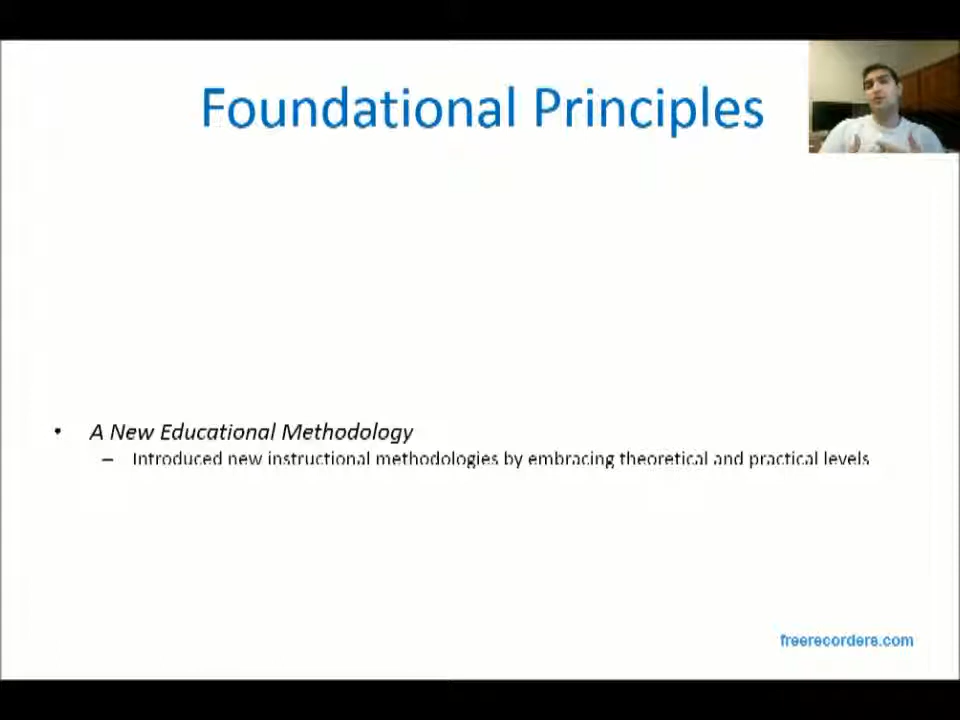 Foundational Principles
• A New Educational Methodology
– Introduced new instructional methodologies by embracing theoretical and practical levels
freerecorders.com